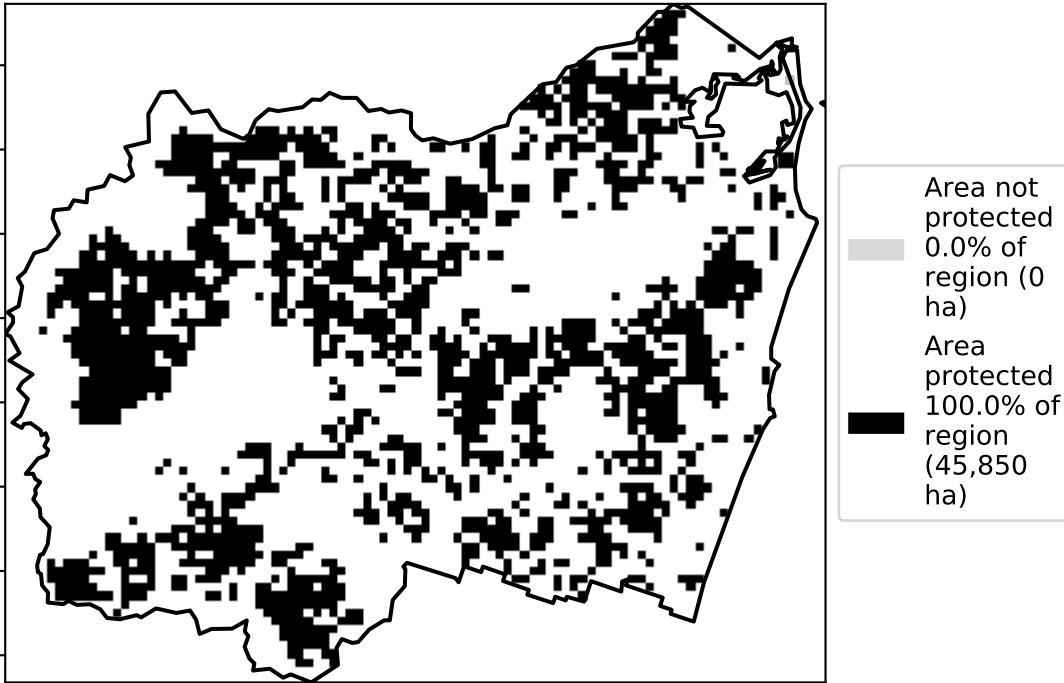 Area not
protected
0.0% of
region (0
ha)
Area
protected
100.0% of
region
(45,850
ha)